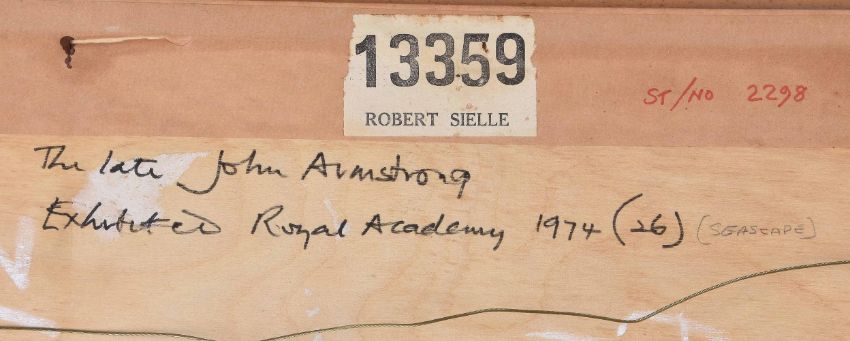 13359
ROBERT SIELLE
ST/NO 2298
The late John Armstrong
Exhibited Royal Academy 1974 (26) (SEASCAPE)